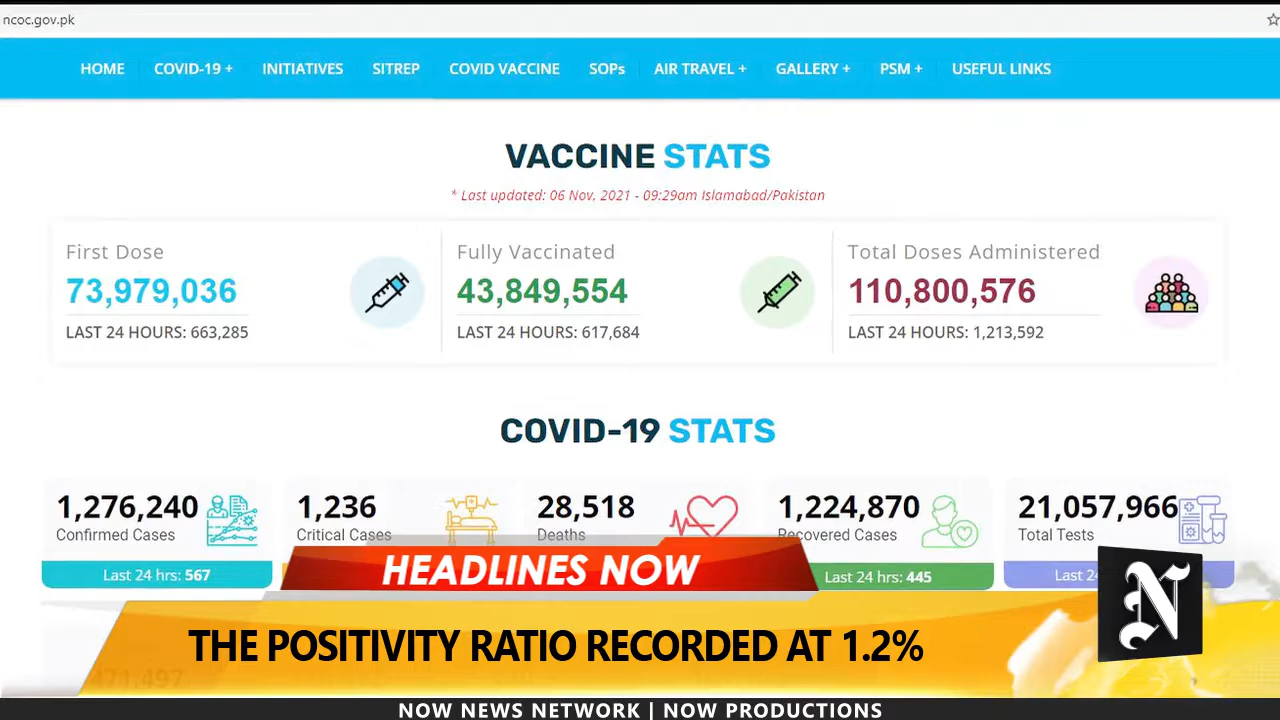 ncoc.gov.pk
HOME COVID-19 + INITIATIVES SITREP COVID VACCINE SOPs AIR TRAVEL + GALLERY + PSM + USEFUL LINKS
VACCINE STATS
* Last updated: 06 Nov, 2021 - 09:29am Islamabad/Pakistan
First Dose
73,979,036
LAST 24 HOURS: 663,285
Fully Vaccinated
43,849,554
LAST 24 HOURS: 617,684
Total Doses Administered
110,800,576
LAST 24 HOURS: 1,213,592
COVID-19 STATS
1,276,240
Confirmed Cases
Last 24 hrs: 567
1,236
Critical Cases
28,518
Deaths
1,224,870
Recovered Cases
Last 24 hrs: 445
21,057,966
Total Tests
Last
HEADLINES NOW
N
THE POSITIVITY RATIO RECORDED AT 1.2%
NOW NEWS NETWORK | NOW PRODUCTIONS